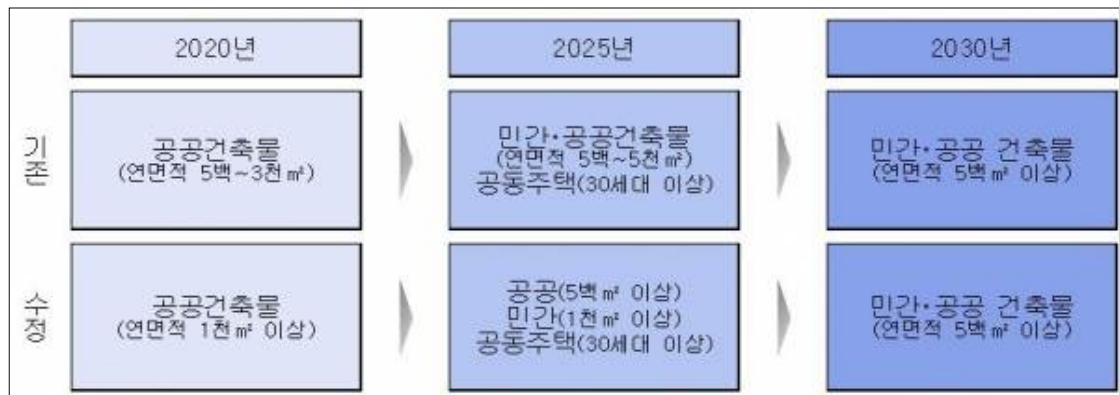 2020년
2025년
2030년
기존
공공건축물
(연면적 5백~3천㎡)
민간·공공건축물
(연면적 5백~5천㎡)
공동주택(30세대 이상)
민간·공공 건축물
(연면적 5백㎡ 이상)
수정
공공건축물
(연면적 1천㎡ 이상)
공공(5백㎡ 이상)
민간(1천㎡ 이상)
공동주택(30세대 이상)
민간·공공 건축물
(연면적 5백㎡ 이상)